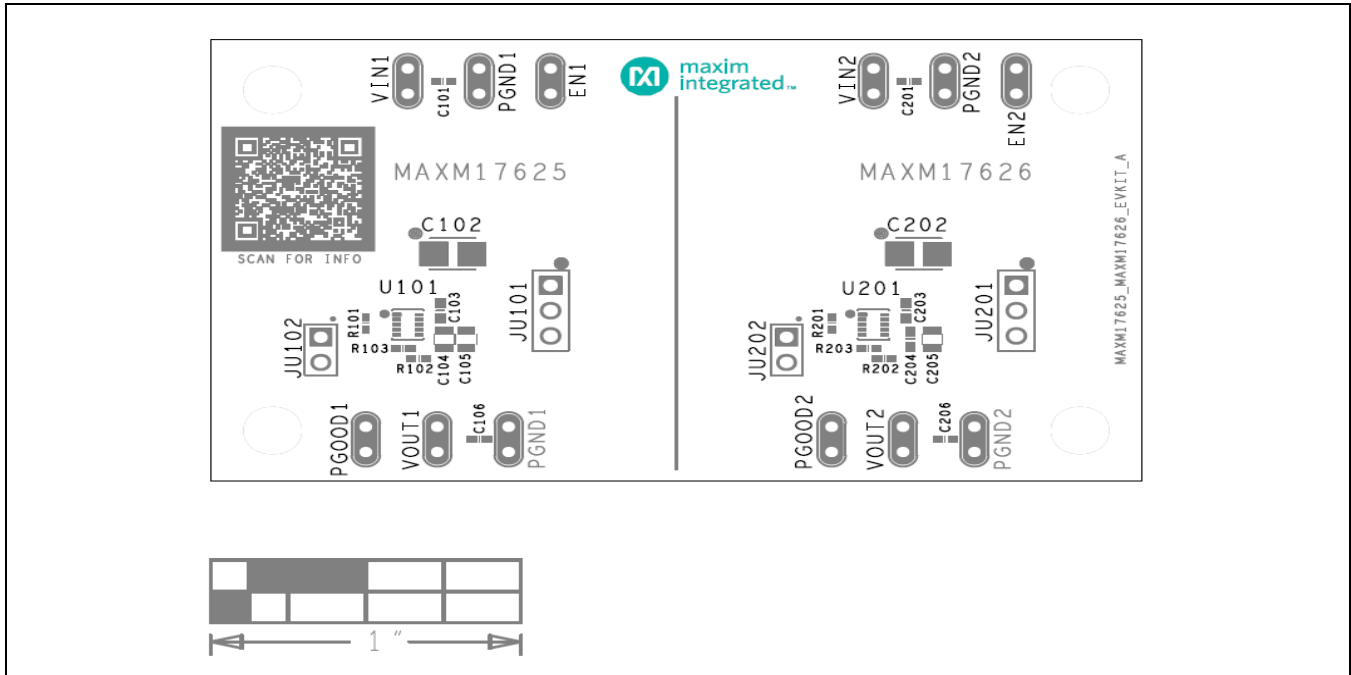 VIN1
C101
PGND1
EN1
maxim
integrated™
VIN2
C201
PGND2
EN2
MAXM17625
MAXM17626
MAXM17625_MAXM17626_EVKIT_A
SCAN FOR INFO
C102
C202
U101
C103
JU101
R101
JU102
R103
R102
C104
C105
U201
C203
JU201
R201
JU202
R203
R202
C204
C205
PGOOD1
VOUT1
C106
PGND1
PGOOD2
VOUT2
C206
PGND2
1 "